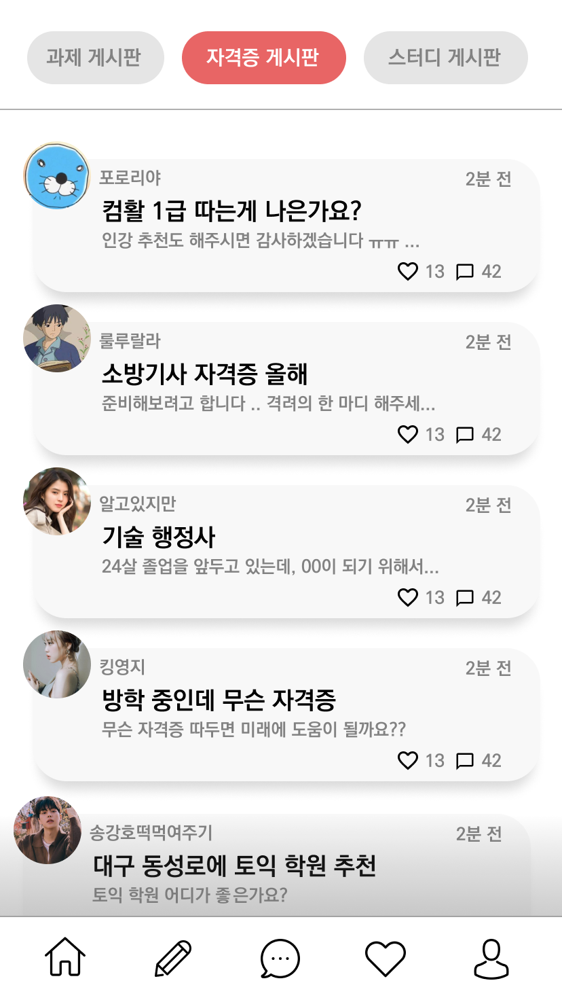 과제 게시판
자격증 게시판
스터디 게시판
포로리야
2분 전
컴활 1급 따는게 나은가요?
인강 추천도 해주시면 감사하겠습니다 ㅠㅠ ...
13 42
룰루랄라
2분 전
소방기사 자격증 올해
준비해보려고 합니다 .. 격려의 한 마디 해주세...
13 42
알고있지만
2분 전
기술 행정사
24살 졸업을 앞두고 있는데, 00이 되기 위해서...
13 42
킹영지
2분 전
방학 중인데 무슨 자격증
무슨 자격증 따두면 미래에 도움이 될까요??
13 42
송강호떡먹여주기
2분 전
대구 동성로에 토익 학원 추천
토익 학원 어디가 좋은가요?